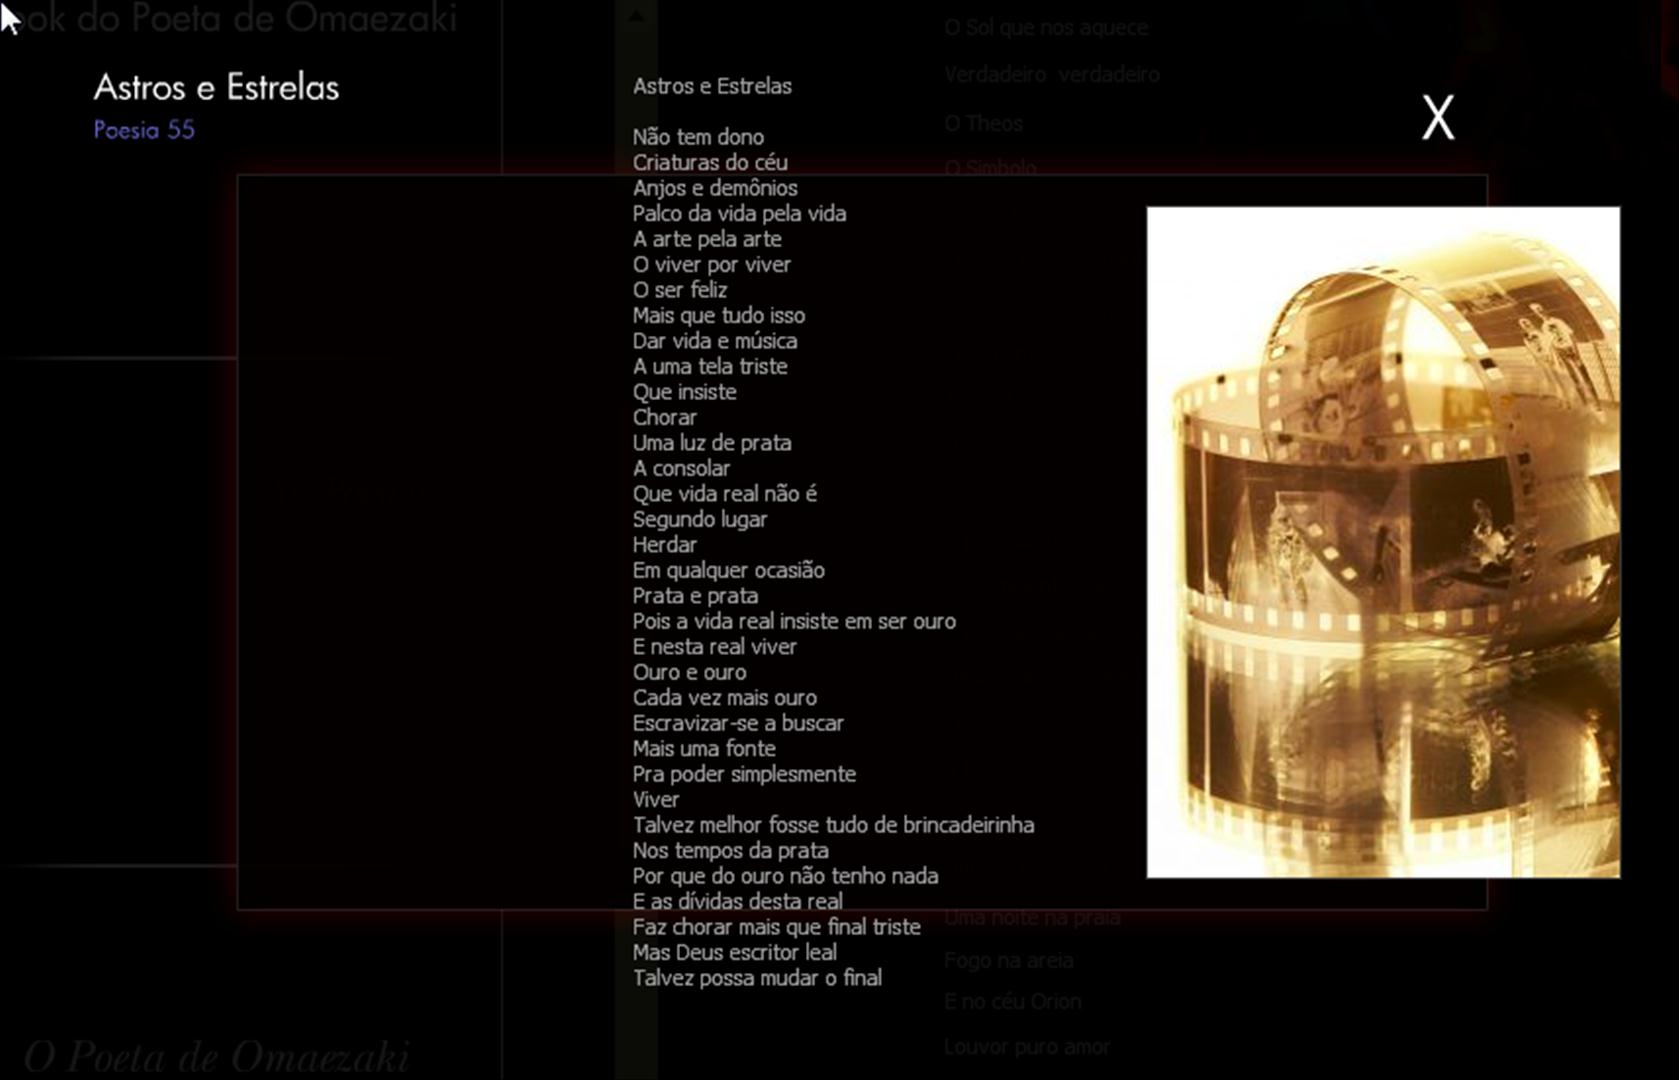 ok do Poeta de Omaezaki
Astros e Estrelas
Poesia 55
X
Astros e Estrelas
Não tem dono
Criaturas do céu
Anjos e demônios
Palco da vida pela vida
A arte pela arte
O viver por viver
O ser feliz
Mais que tudo isso
Dar vida e música
A uma tela triste
Que insiste
Chorar
Uma luz de prata
A consolar
Que vida real não é
Segundo lugar
Herdar
Em qualquer ocasião
Prata e prata
Pois a vida real insiste em ser ouro
E nesta real viver
Ouro e ouro
Cada vez mais ouro
Escravizar-se a buscar
Mais uma fonte
Pra poder simplesmente
Viver
Talvez melhor fosse tudo de brincadeirinha
Nos tempos da prata
Por que do ouro não tenho nada
E as dívidas desta real
Faz chorar mais que final triste
Mas Deus escritor leal
Talvez possa mudar o final
O Sol que nos aquece
Verdadeiro verdadeiro
O Theos
O Simbolo
Uma noite na praia
Fogo na areia
E no céu Orion
Louvor puro amor
O Poeta de Omaezaki